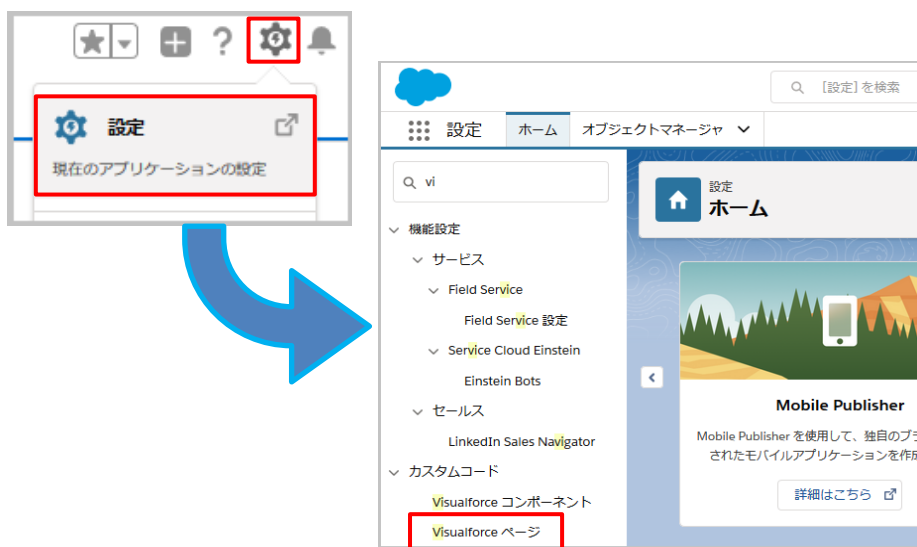 設定
現在のアプリケーションの設定
[設定] を検索
設定
ホーム
オブジェクトマネージャ
vi
機能設定
サービス
Field Service
Field Service 設定
Service Cloud Einstein
Einstein Bots
セールス
LinkedIn Sales Navigator
カスタムコード
Visualforce コンポーネント
Visualforce ページ
設定
ホーム
Mobile Publisher
Mobile Publisher を使用して、独自のブラ
されたモバイルアプリケーションを作成
詳細はこちら